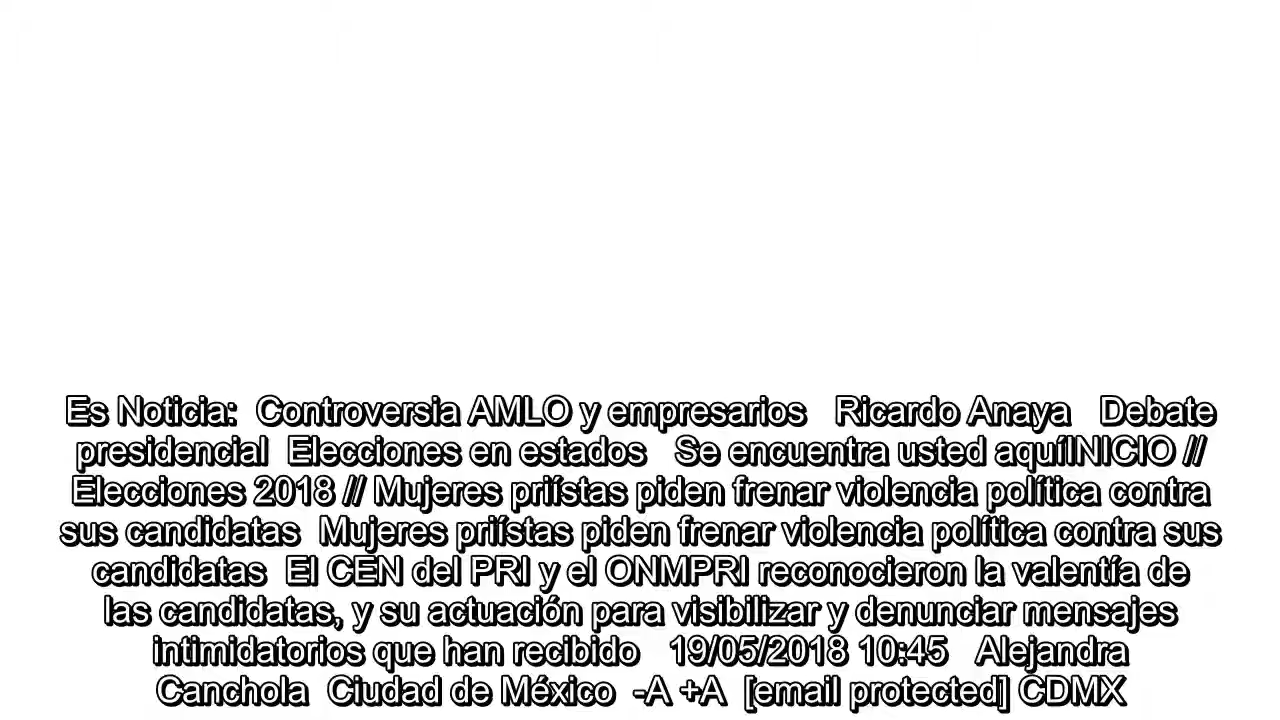 Es Noticia:  Controversia AMLO y empresarios   Ricardo Anaya   Debate
presidencial  Elecciones en estados   Se encuentra usted aquíINICIO //
Elecciones 2018 // Mujeres priístas piden frenar violencia política contra
sus candidatas  Mujeres priístas piden frenar violencia política contra sus
candidatas  El CEN del PRI y el ONMPRI reconocieron la valentía de
las candidatas, y su actuación para visibilizar y denunciar mensajes
intimidatorios que han recibido   19/05/2018 10:45   Alejandra
Canchola  Ciudad de México  -A +A  [email protected] CDMX